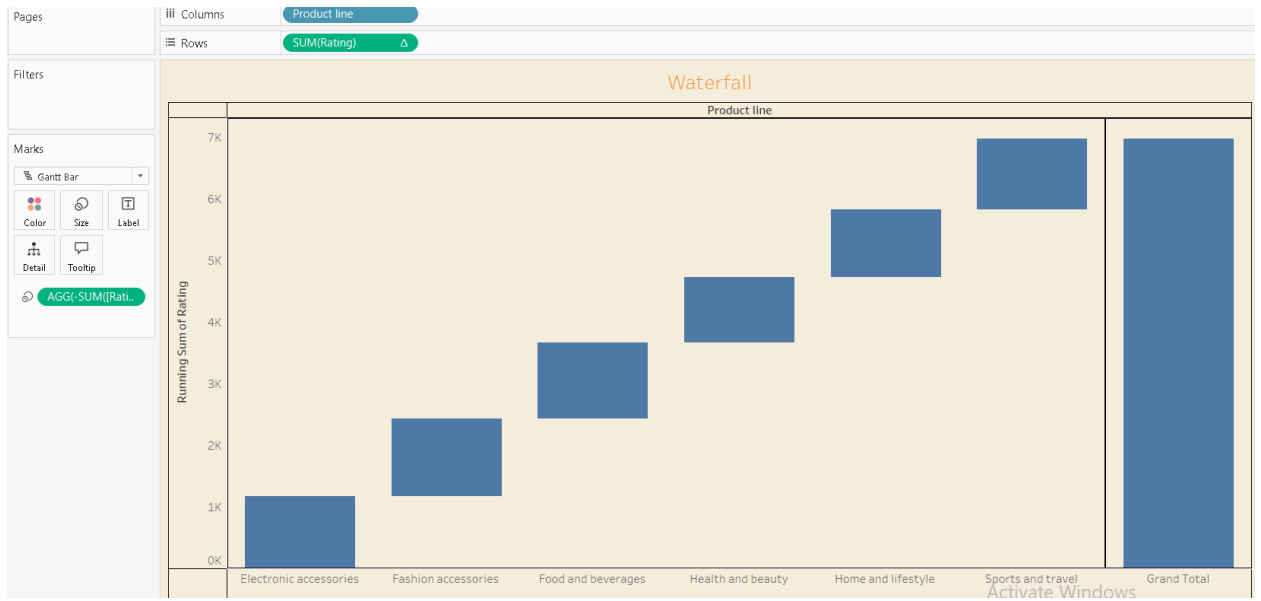 Pages
Columns
Product line
Rows
SUM(Rating) Δ
Filters
Marks
Gantt Bar
Color
Size
Label
Detail
Tooltip
AGG(-SUM([Rati..
Waterfall
Product line
Running Sum of Rating
7K
6K
5K
4K
3K
2K
1K
0K
Electronic accessories
Fashion accessories
Food and beverages
Health and beauty
Home and lifestyle
Sports and travel
Grand Total
Activate Windows